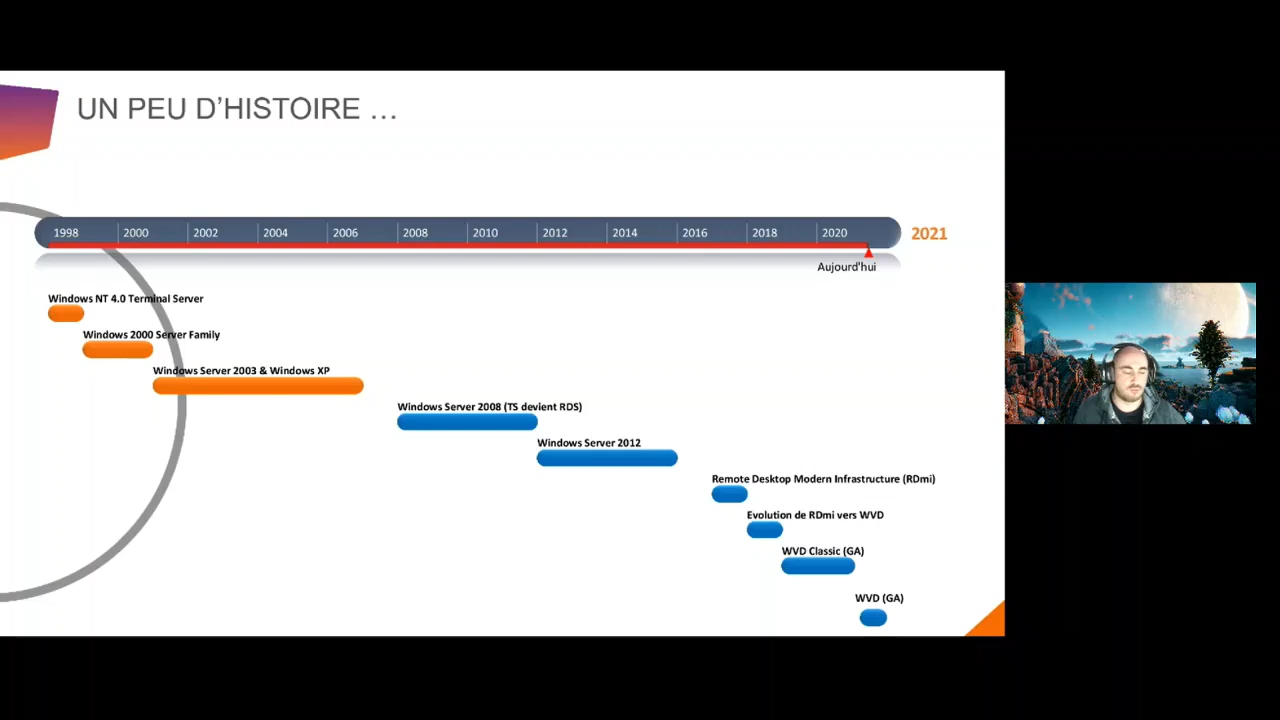 UN PEU D’HISTOIRE …
1998 2000 2002 2004 2006 2008 2010 2012 2014 2016 2018 2020 2021
Aujourd'hui
Windows NT 4.0 Terminal Server
Windows 2000 Server Family
Windows Server 2003 & Windows XP
Windows Server 2008 (TS devient RDS)
Windows Server 2012
Remote Desktop Modern Infrastructure (RDmi)
Evolution de RDmi vers WVD
WVD Classic (GA)
WVD (GA)